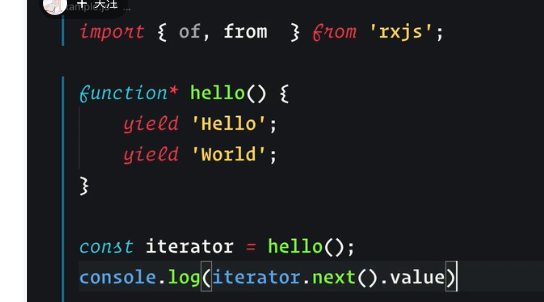 + 关注
import { of, from  } from 'rxjs';
function* hello() {
    yield 'Hello';
    yield 'World';
}
const iterator = hello();
console.log(iterator.next().value)